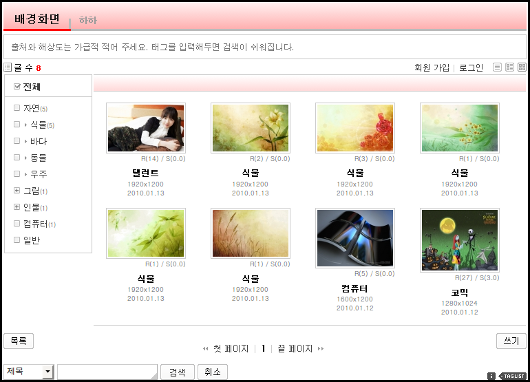 배경화면 | 하하
출처와 해상도는 가급적 적어 주세요. 태그를 입력해두면 검색이 쉬워집니다.
글 수 8
회원 가입 | 로그인
전체
자연(5)
식물(5)
바다
동물
우주
그림(1)
인물(1)
컴퓨터(1)
일반
R(14) / S(0.0)
탤런트
1920x1200
2010.01.13
R(2) / S(0.0)
식물
1920x1200
2010.01.13
R(3) / S(0.0)
식물
1920x1200
2010.01.13
R(1) / S(0.0)
식물
1920x1200
2010.01.13
R(1) / S(0.0)
식물
1920x1200
2010.01.13
R(1) / S(0.0)
식물
1920x1200
2010.01.13
R(5) / S(0.0)
컴퓨터
1600x1200
2010.01.12
R(27) / S(3.0)
코믹
1280x1024
2010.01.12
목록
첫 페이지 | 1 | 끝 페이지
쓰기
제목
검색
취소
TAGLIST